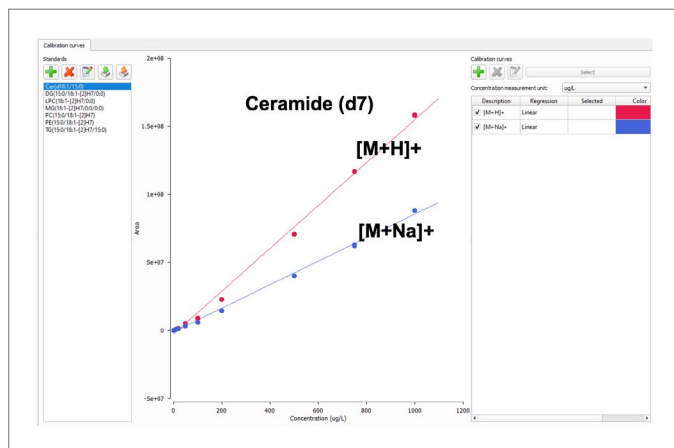 Calibration curves
Standards
Cer(d18:1/15:0)
DG(15:0/18:1-[2]H7/0:0)
LPC(18:1-[2]H7/0:0)
MG(18:1-[2]H7/0:0/0:0)
PC(15:0/18:1-[2]H7)
PE(15:0/18:1-[2]H7)
TG(15:0/18:1-[2]H7/15:0)
2e+08
1.5e+08
1e+08
5e+07
0
-5e+07
Area
Ceramide (d7)
[M+H]+
[M+Na]+
0
200
400
600
800
1000
1200
Concentration (ug/L)
Calibration curves
Select
Concentration measurement unit:
ug/L
Description Regression Selected Color
[M+H]+ Linear
[M+Na]+ Linear